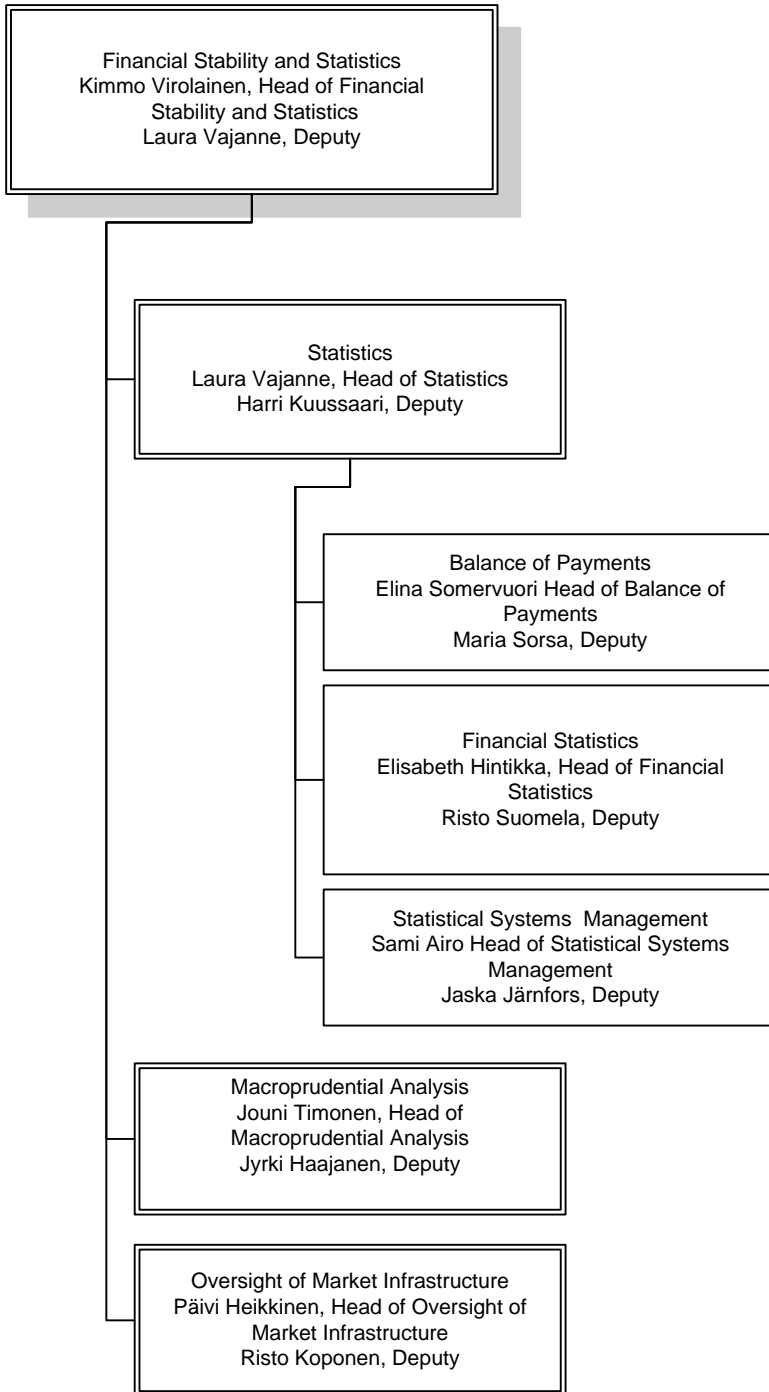 Financial Stability and Statistics
Kimmo Virolainen, Head of Financial
Stability and Statistics
Laura Vajanne, Deputy
Statistics
Laura Vajanne, Head of Statistics
Harri Kuussaari, Deputy
Balance of Payments
Elina Somervuori Head of Balance of
Payments
Maria Sorsa, Deputy
Financial Statistics
Elisabeth Hintikka, Head of Financial
Statistics
Risto Suomela, Deputy
Statistical Systems  Management
Sami Airo Head of Statistical Systems
Management
Jaska Järnfors, Deputy
Macroprudential Analysis
Jouni Timonen, Head of
Macroprudential Analysis
Jyrki Haajanen, Deputy
Oversight of Market Infrastructure
Päivi Heikkinen, Head of Oversight of
Market Infrastructure
Risto Koponen, Deputy